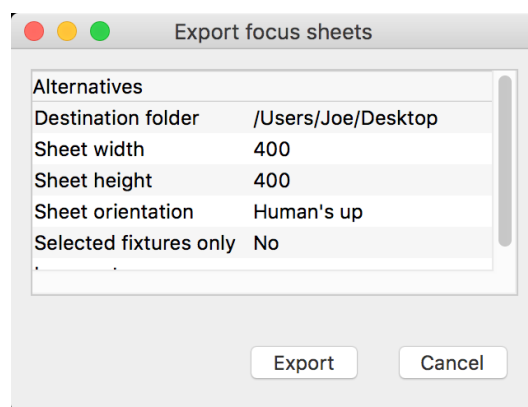 Export focus sheets
Alternatives
Destination folder /Users/Joe/Desktop
Sheet width 400
Sheet height 400
Sheet orientation Human's up
Selected fixtures only No
Export Cancel